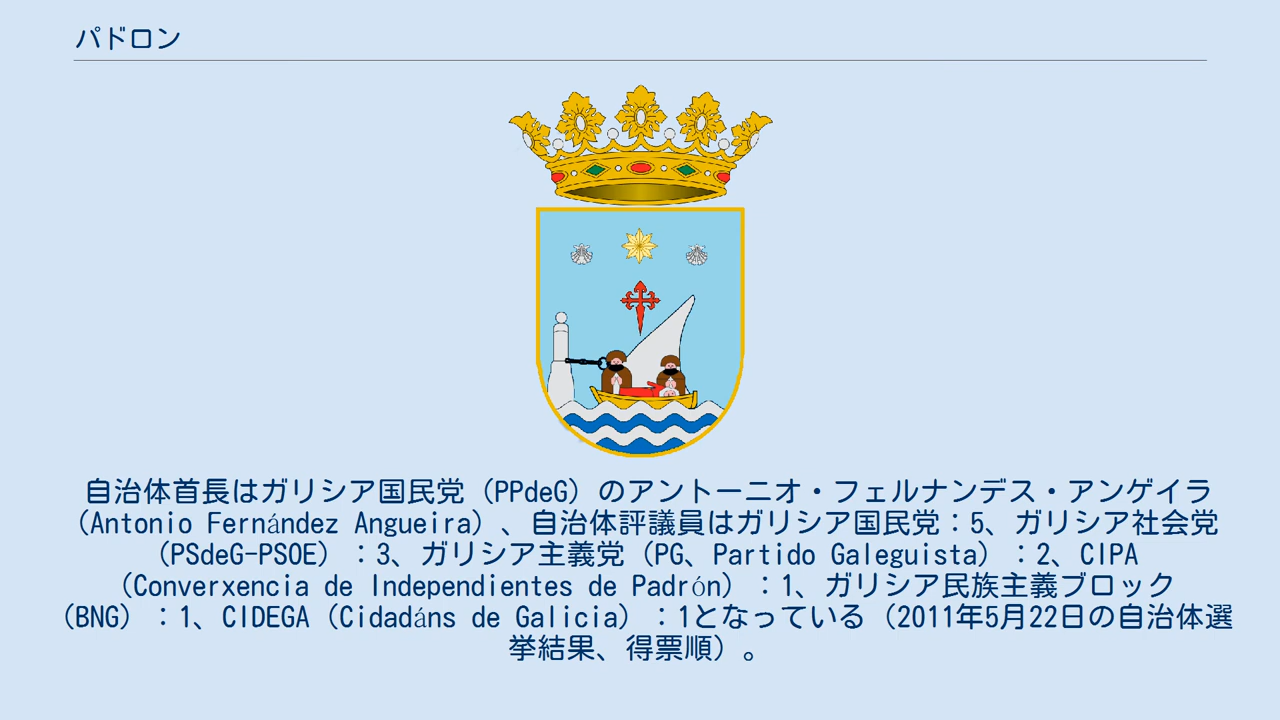 パドロン
自治体首長はガリシア国民党（PPdeG）のアントーニオ・フェルナンデス・アンゲイラ
（Antonio Fernández Angueira）、自治体評議員はガリシア国民党：5、ガリシア社会党
（PSdeG-PSOE）：3、ガリシア主義党（PG、Partido Galeguista）：2、CIPA
（Converxencia de Independientes de Padrón）：1、ガリシア民族主義ブロック
（BNG）：1、CIDEGA（Cidadáns de Galicia）：1となっている（2011年5月22日の自治体選
挙結果、得票順）。